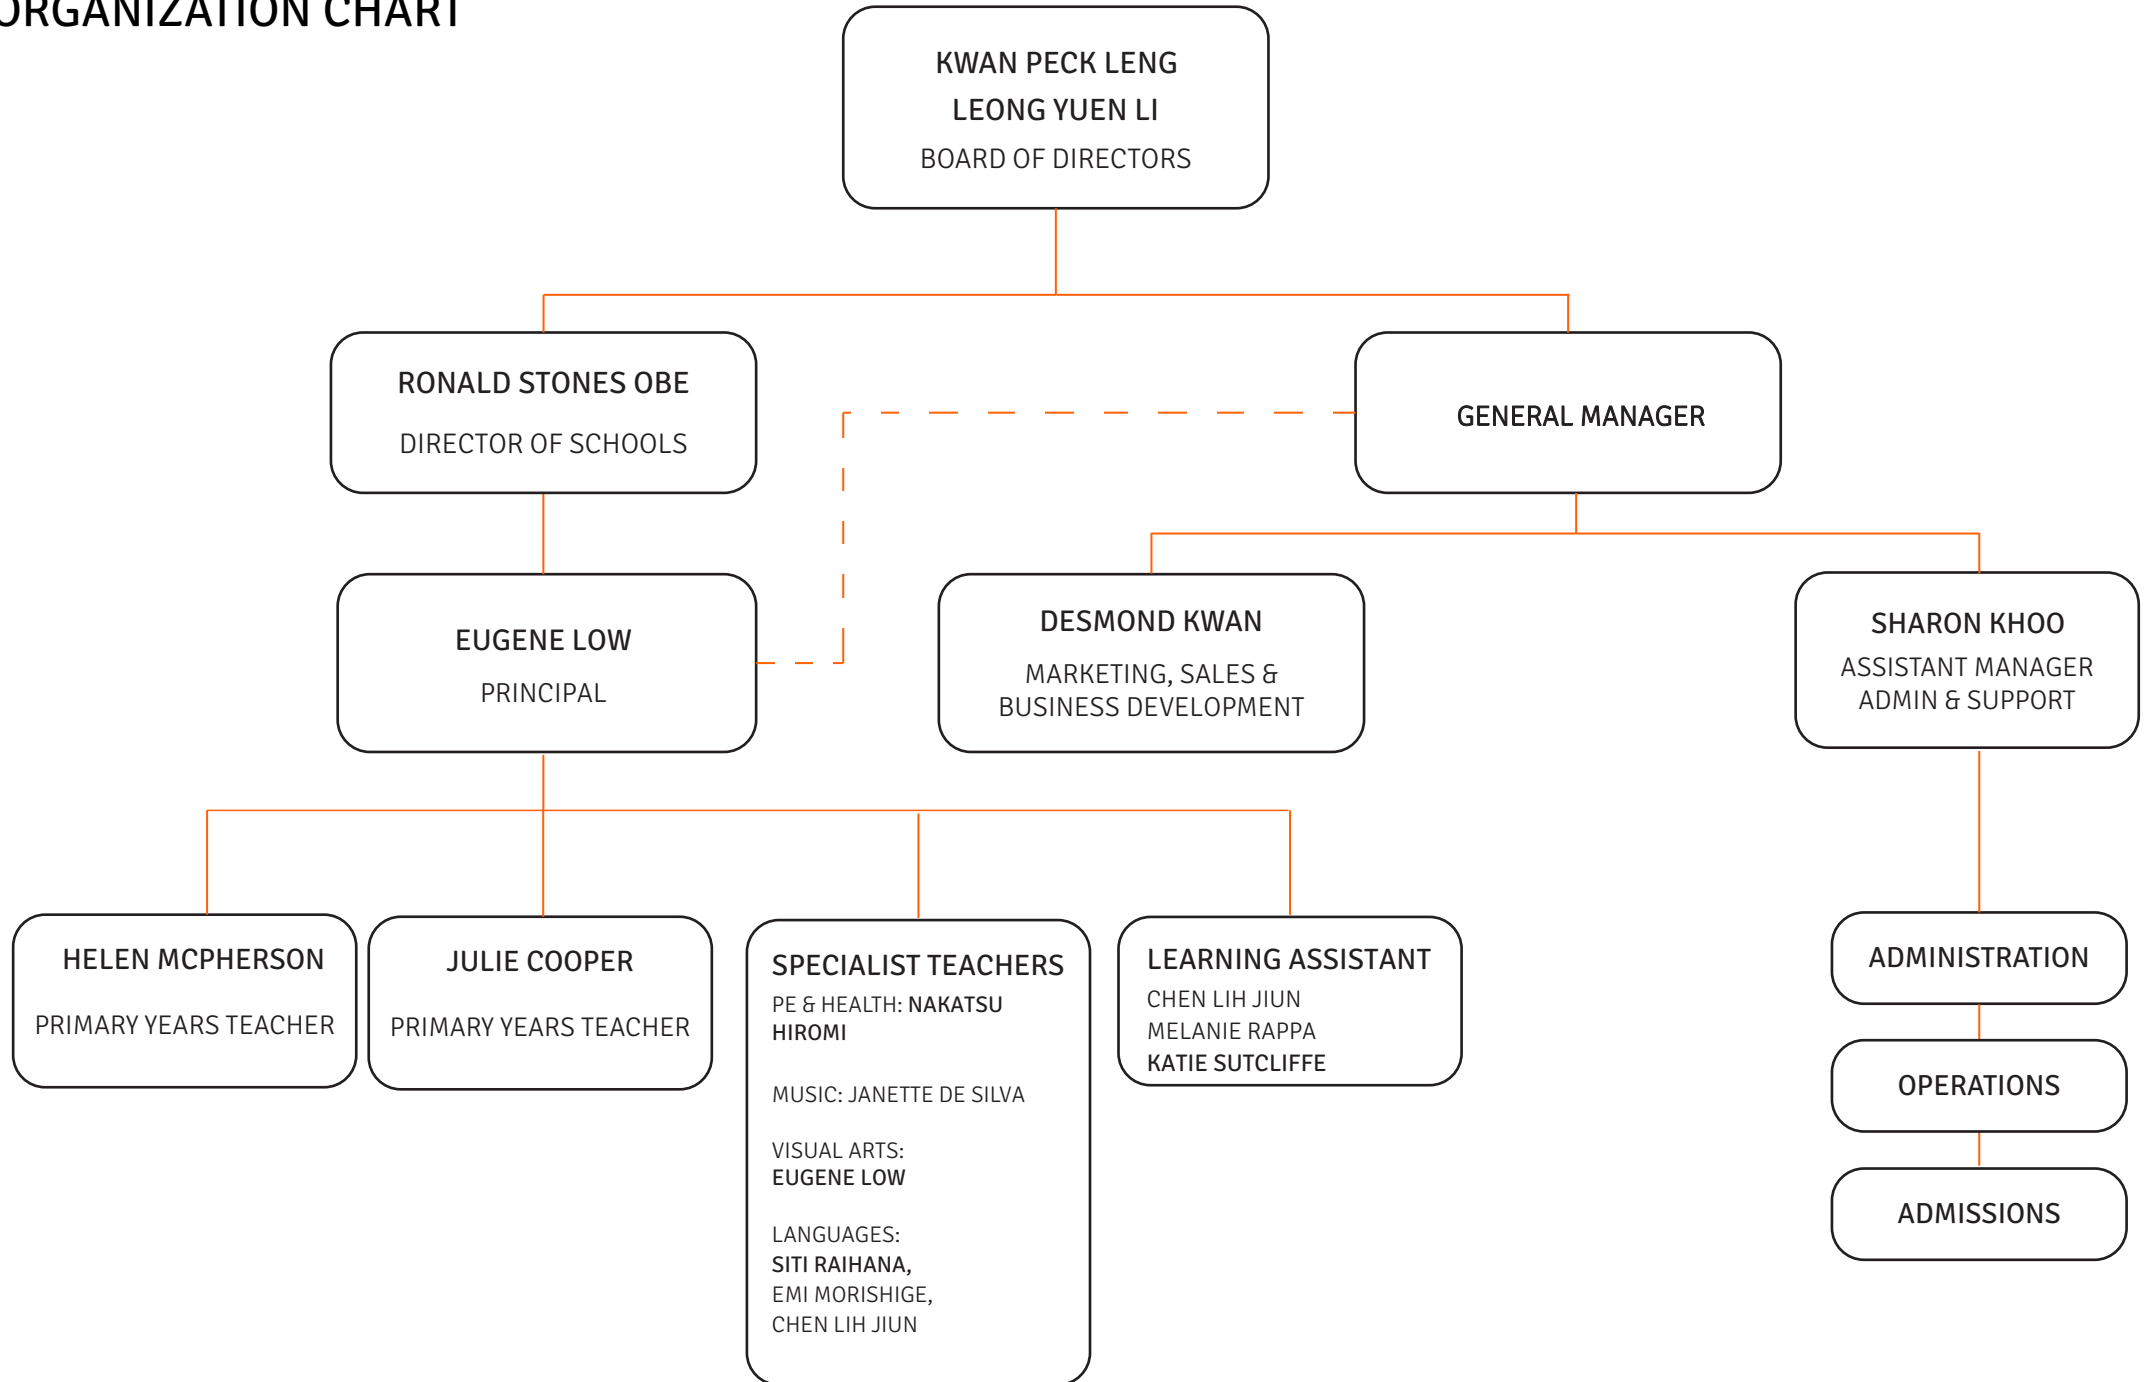 ORGANIZATION CHART
KWAN PECK LENG
LEONG YUEN LI
BOARD OF DIRECTORS
RONALD STONES OBE
DIRECTOR OF SCHOOLS
GENERAL MANAGER
EUGENE LOW
PRINCIPAL
DESMOND KWAN
MARKETING, SALES &
BUSINESS DEVELOPMENT
SHARON KHOO
ASSISTANT MANAGER
ADMIN & SUPPORT
HELEN MCPHERSON
PRIMARY YEARS TEACHER
JULIE COOPER
PRIMARY YEARS TEACHER
SPECIALIST TEACHERS
PE & HEALTH: NAKATSU
HIROMI
MUSIC: JANETTE DE SILVA
VISUAL ARTS:
EUGENE LOW
LANGUAGES:
SITI RAIHANA,
EMI MORISHIGE,
CHEN LIH JIUN
LEARNING ASSISTANT
CHEN LIH JIUN
MELANIE RAPPA
KATIE SUTCLIFFE
ADMINISTRATION
OPERATIONS
ADMISSIONS